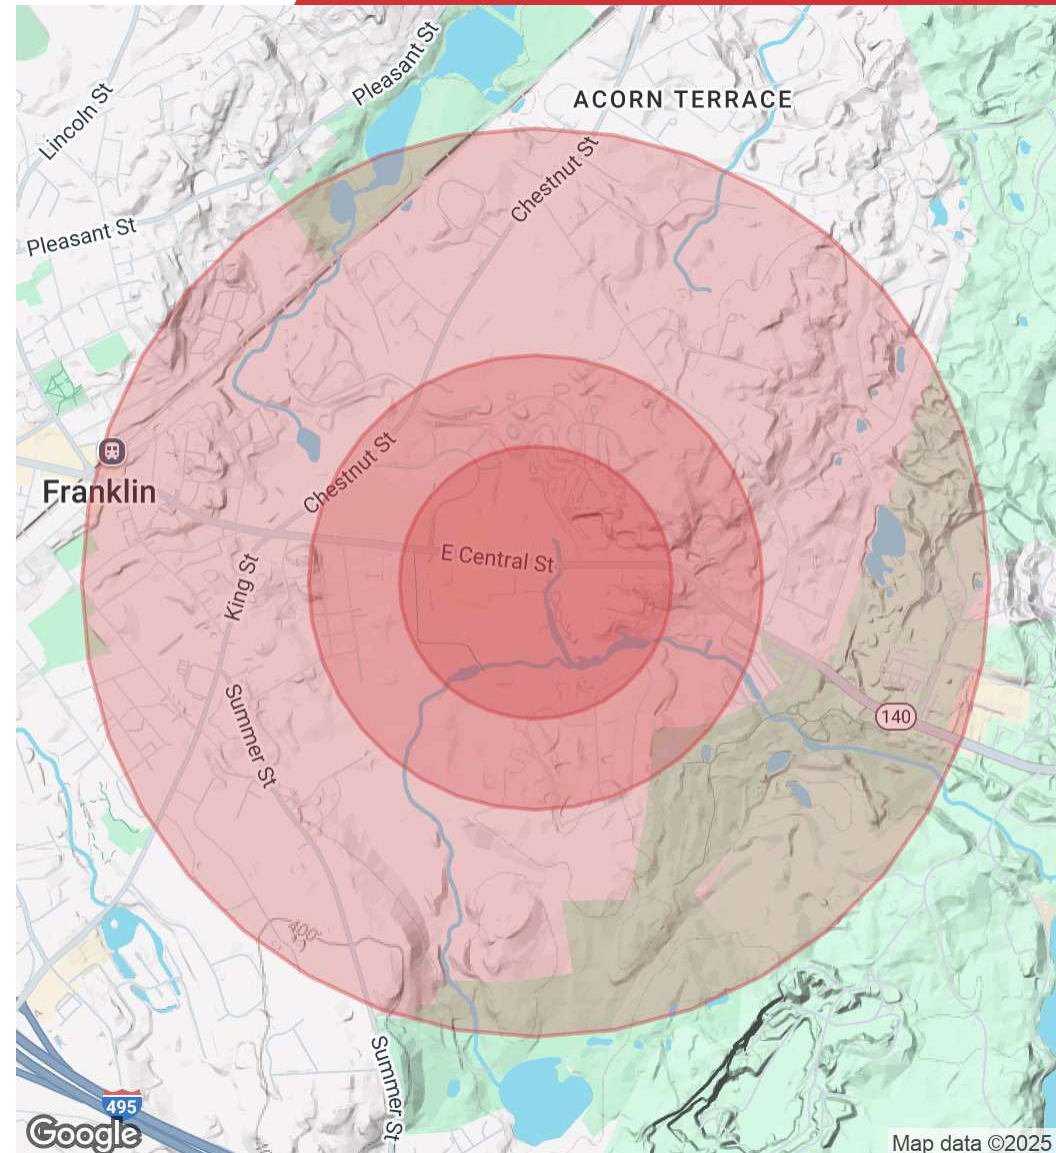 Pleasant St
Lincoln St
ACORN TERRACE
Chestnut St
Pleasant St
Chestnut St
Franklin
E Central St
King St
Summer St
140
400'
Summer St
495
Google
Map data ©2025